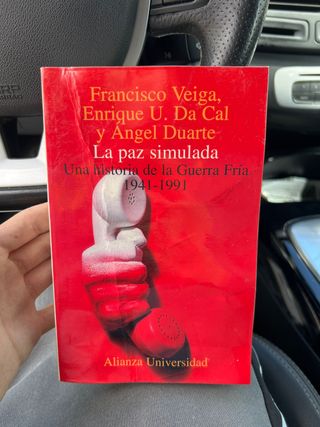 Francisco Veiga,
Enrique U. Da Cal
y Ángel Duarte
La paz simulada
Una historia de la Guerra Fría
1941-1991
Alianza Universidad